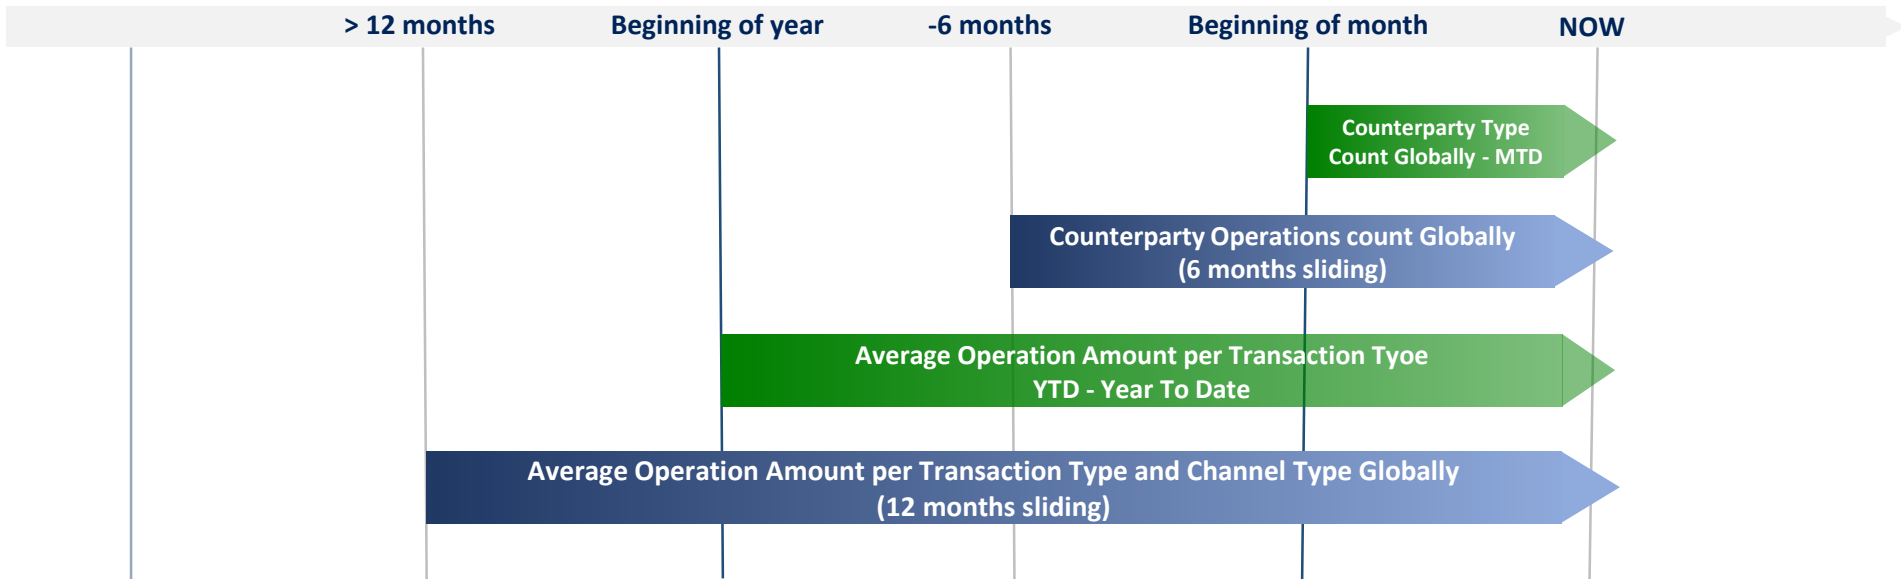 > 12 months
Beginning of year
-6 months
Beginning of month
NOW
Counterparty Type
Count Globally - MTD
Counterparty Operations count Globally
(6 months sliding)
Average Operation Amount per Transaction Tyoe
YTD - Year To Date
Average Operation Amount per Transaction Type and Channel Type Globally
(12 months sliding)